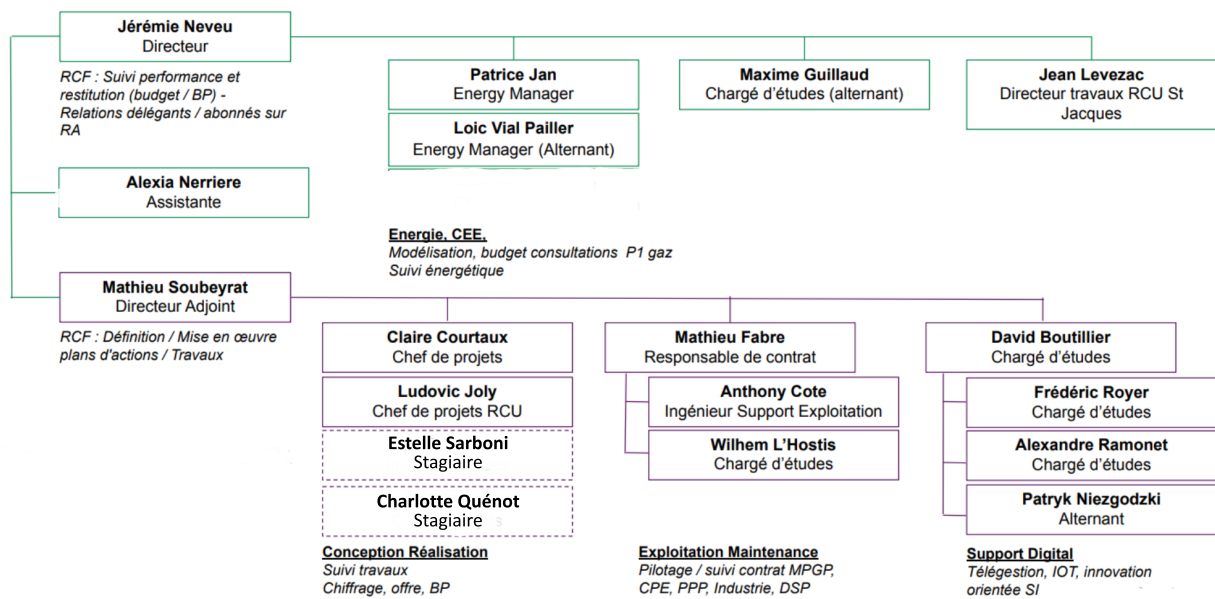 Jérémie Neveu
Directeur
RCF : Suivi performance et
restitution (budget / BP) -
Relations délégants / abonnés sur
RA
Patrice Jan
Energy Manager
Loic Vial Pailler
Energy Manager (Alternant)
Maxime Guillaud
Chargé d'études (alternant)
Jean Levezac
Directeur travaux RCU St
Jacques
Alexia Nerriere
Assistante
Energie, CEE,
Modélisation, budget consultations P1 gaz
Suivi énergétique
Mathieu Soubeyrat
Directeur Adjoint
RCF : Définition / Mise en œuvre
plans d'actions / Travaux
Claire Courtaux
Chef de projets
Ludovic Joly
Chef de projets RCU
Estelle Sarboni
Stagiaire
Charlotte Quénot
Stagiaire
Conception Réalisation
Suivi travaux
Chiffrage, offre, BP
Mathieu Fabre
Responsable de contrat
Anthony Cote
Ingénieur Support Exploitation
Wilhem L'Hostis
Chargé d'études
Exploitation Maintenance
Pilotage / suivi contrat MPGP,
CPE, PPP, Industrie, DSP
David Boutillier
Chargé d'études
Frédéric Royer
Chargé d'études
Alexandre Ramonet
Chargé d'études
Patryk Niezgodzki
Alternant
Support Digital
Télégestion, IOT, innovation
orientée SI